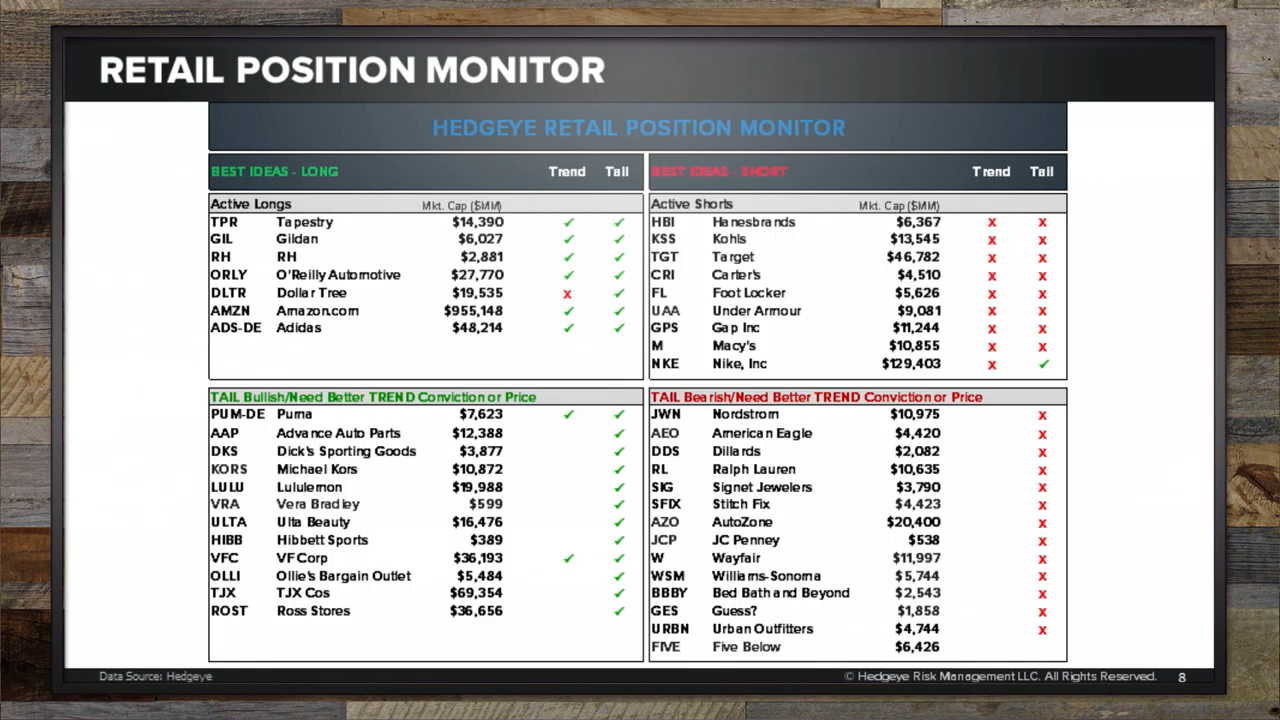 RETAIL POSITION MONITOR
HEDGEYE RETAIL POSITION MONITOR
BEST IDEAS - LONG Trend Tail
Active Longs Mkt. Cap ($MM)
TPR Tapestry $14,390 ✓ ✓
GIL Gildan $6,027 ✓ ✓
RH RH $2,881 ✓ ✓
ORLY O'Reilly Automotive $27,770 ✓ ✓
DLTR Dollar Tree $19,535 x ✓
AMZN Amazon.com $955,148 ✓ ✓
ADS-DE Adidas $48,214 ✓ ✓
BEST IDEAS - SHORT Trend Tail
Active Shorts Mkt. Cap ($MM)
HBI Hanesbrands $6,367 x x
KSS Kohls $13,545 x x
TGT Target $46,782 x x
CRI Carter's $4,510 x x
FL Foot Locker $5,626 x x
UAA Under Armour $9,081 x x
GPS Gap Inc $11,244 x x
M Macy's $10,855 x x
NKE Nike, Inc $129,403 x ✓
TAIL Bullish/Need Better TREND Conviction or Price
PUM-DE Puma $7,623 ✓ ✓
AAP Advance Auto Parts $12,388 ✓
DKS Dick's Sporting Goods $3,877 ✓
KORS Michael Kors $10,872 ✓
LULU Lululemon $19,988 ✓
VRA Vera Bradley $599 ✓
ULTA Ulta Beauty $16,476 ✓
HIBB Hibbett Sports $389 ✓
VFC VF Corp $36,193 ✓ ✓
OLLI Ollie's Bargain Outlet $5,484 ✓
TJX TJX Cos $69,354 ✓
ROST Ross Stores $36,656 ✓
TAIL Bearish/Need Better TREND Conviction or Price
JWN Nordstrom $10,975 x
AEO American Eagle $4,420 x
DDS Dillards $2,082 x
RL Ralph Lauren $10,635 x
SIG Signet Jewelers $3,790 x
SFIX Stitch Fix $4,423 x
AZO AutoZone $20,400 x
JCP JC Penney $538 x
W Wayfair $11,997 x
WSM Williams-Sonoma $5,744 x
BBBY Bed Bath and Beyond $2,543 x
GES Guess? $1,858 x
URBN Urban Outfitters $4,744 x
FIVE Five Below $6,426
Data Source: Hedgeye
© Hedgeye Risk Management LLC. All Rights Reserved. 8